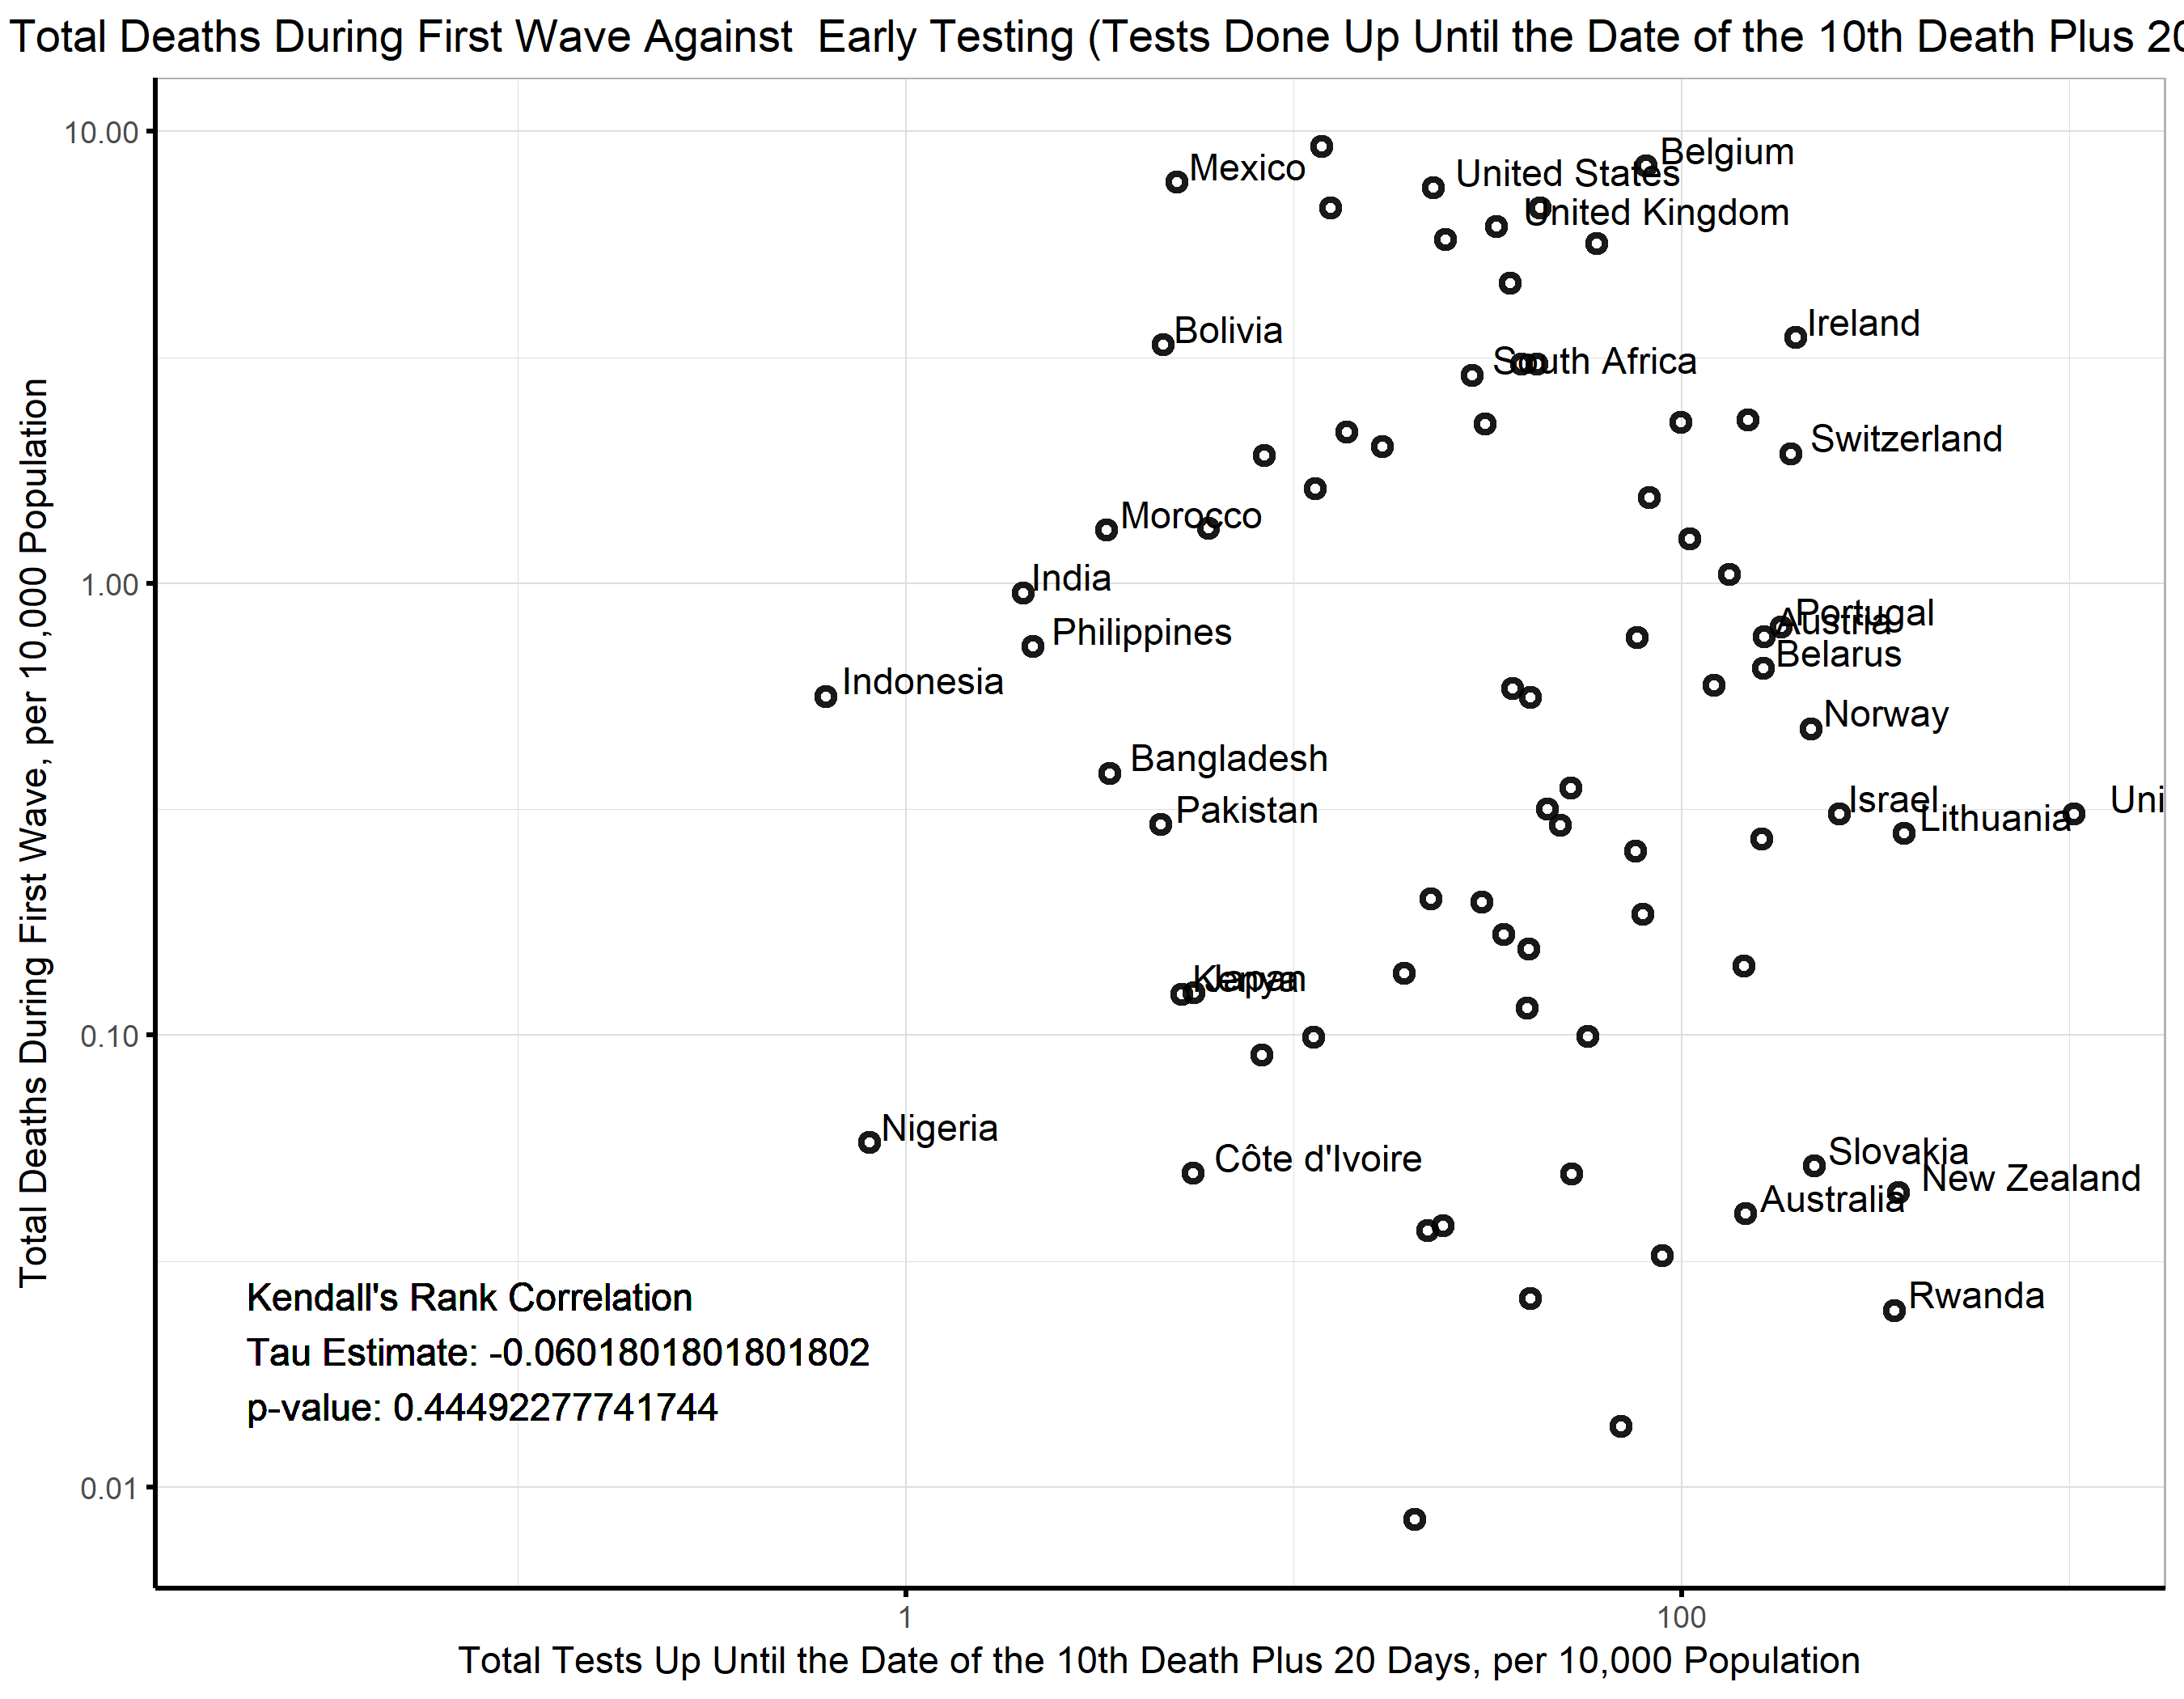 Total Deaths During First Wave Against  Early Testing (Tests Done Up Until the Date of the 10th Death Plus 20
10.00
1.00
0.10
0.01
Total Deaths During First Wave, per 10,000 Population
Belgium
Mexico
United States
United Kingdom
Ireland
Bolivia
South Africa
Switzerland
Morocco
India
Portugal
Austria
Philippines
Belarus
Indonesia
Norway
Bangladesh
Israel
Uni
Pakistan
Lithuania
Kenya
Japan
Nigeria
Côte d'Ivoire
Slovakia
New Zealand
Australia
Rwanda
Kendall's Rank Correlation
Tau Estimate: -0.0601801801801802
p-value: 0.44492277741744
1
100
Total Tests Up Until the Date of the 10th Death Plus 20 Days, per 10,000 Population